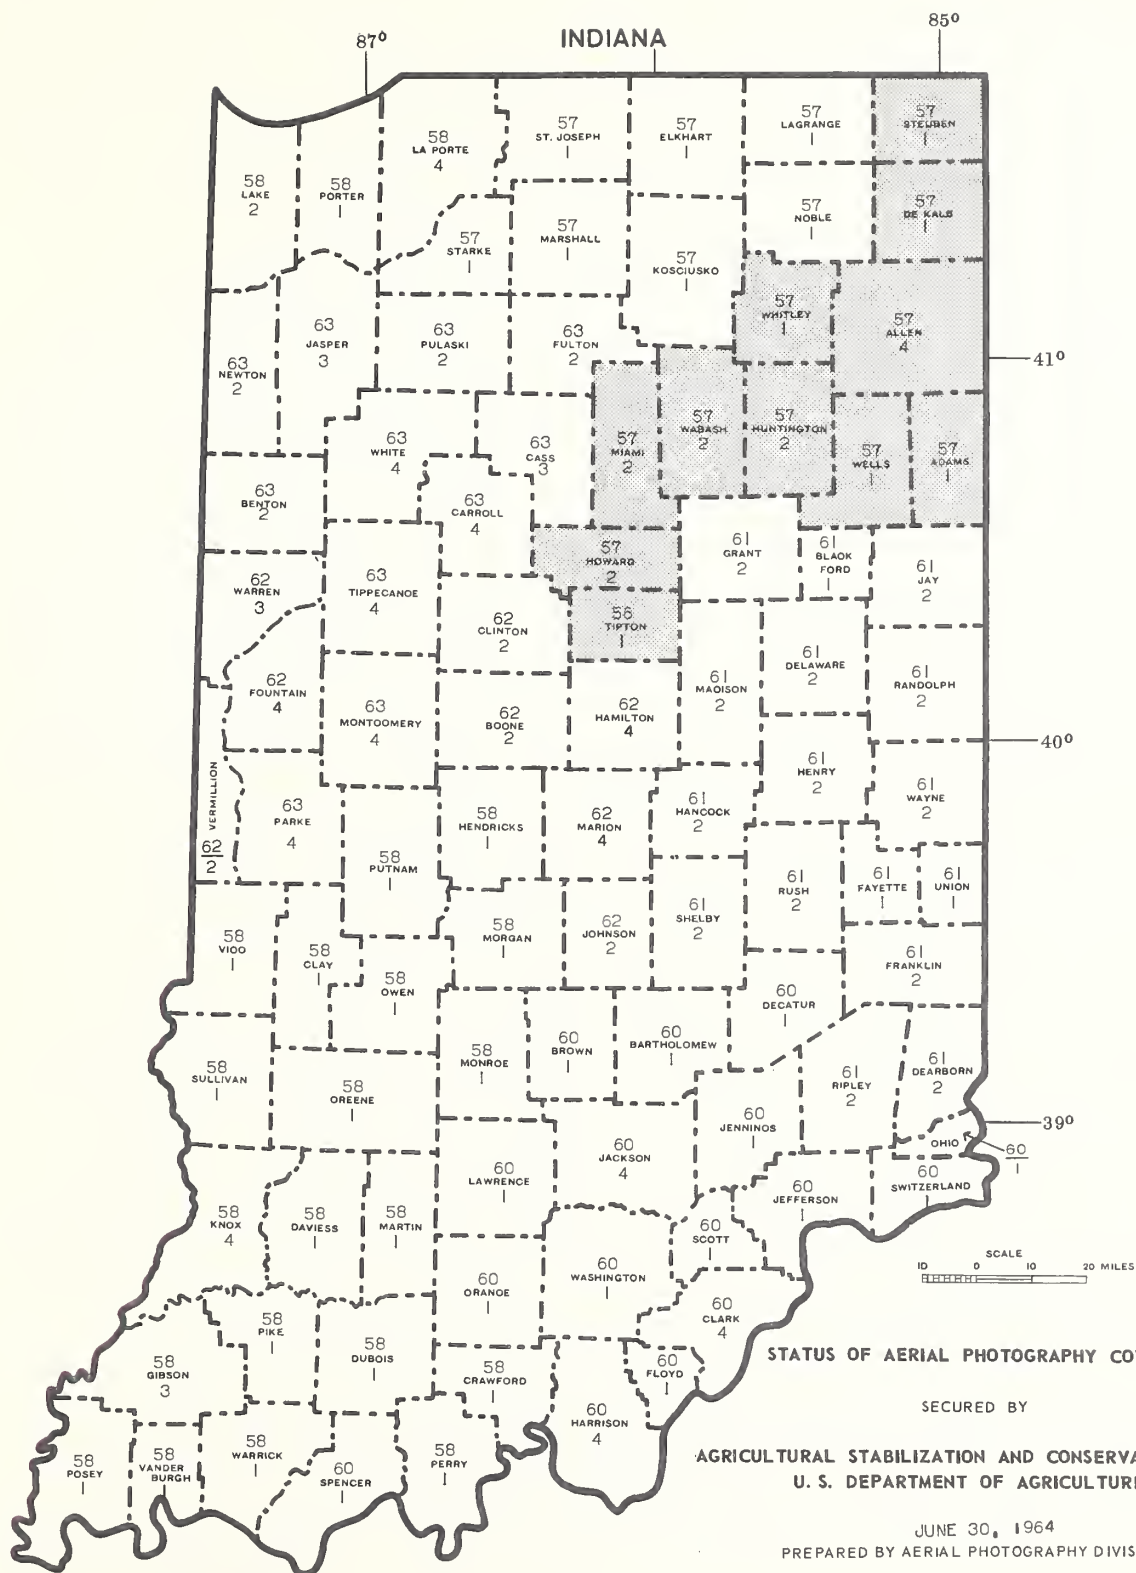 INDIANA
87º
85º
58
LA PORTE
4
57
ST. JOSEPH
1
57
ELKHART
1
57
LAGRANGE
1
57
STEUBEN
1
58
LAKE
2
58
PORTER
1
57
STARKE
1
57
MARSHALL
1
57
KOSCIUSKO
1
57
NOBLE
1
57
DE KALB
1
57
WHITLEY
1
57
ALLEN
4
63
NEWTON
2
63
JASPER
3
63
PULASKI
2
63
FULTON
2
41º
63
WHITE
4
63
CASS
3
57
MIAMI
2
57
WABASH
2
57
HUNTINGTON
2
57
WELLS
1
57
ADAMS
1
63
BENTON
2
63
CARROLL
4
57
HOWARD
2
61
GRANT
2
61
BLAOK
FORD
1
61
JAY
2
62
WARREN
3
63
TIPPECANOE
4
62
CLINTON
2
56
TIPTON
1
61
MADISON
2
61
DELAWARE
2
61
RANDOLPH
2
62
FOUNTAIN
4
63
MONTGOMERY
4
62
BOONE
2
62
HAMILTON
4
40º
VERMILLION
62
2
63
PARKE
4
58
PUTNAM
1
58
HENDRICKS
1
62
MARION
4
61
HANCOCK
2
61
HENRY
2
61
WAYNE
2
61
SHELBY
2
61
RUSH
2
61
FAYETTE
1
61
UNION
1
58
VIOO
1
58
CLAY
1
58
OWEN
1
58
MORGAN
1
62
JOHNSON
2
61
FRANKLIN
2
60
DECATUR
1
58
SULLIVAN
1
58
OREENE
1
58
MONROE
1
60
BROWN
1
60
BARTHOLOMEW
1
61
RIPLEY
2
61
DEARBORN
2
60
JENNINOS
1
39º
OHIO
60
1
60
LAWRENCE
1
60
JACKSON
4
60
JEFFERSON
1
60
SWITZERLAND
1
58
KNOX
4
58
DAVIESS
1
58
MARTIN
1
60
SCOTT
1
60
ORANOE
1
60
WASHINGTON
1
60
CLARK
4
SCALE
10 0 10 20 MILES
58
GIBSON
3
58
PIKE
1
58
DUBOIS
1
58
CRAWFORD
1
60
HARRISON
4
60
FLOYD
1
58
POSEY
1
58
VANDER
BURGH
1
58
WARRICK
1
60
SPENCER
1
58
PERRY
1
STATUS OF AERIAL PHOTOGRAPHY CO
SECURED BY
AGRICULTURAL STABILIZATION AND CONSERVA
U. S. DEPARTMENT OF AGRICULTUR
JUNE 30, 1964
PREPARED BY AERIAL PHOTOGRAPHY DIVIS